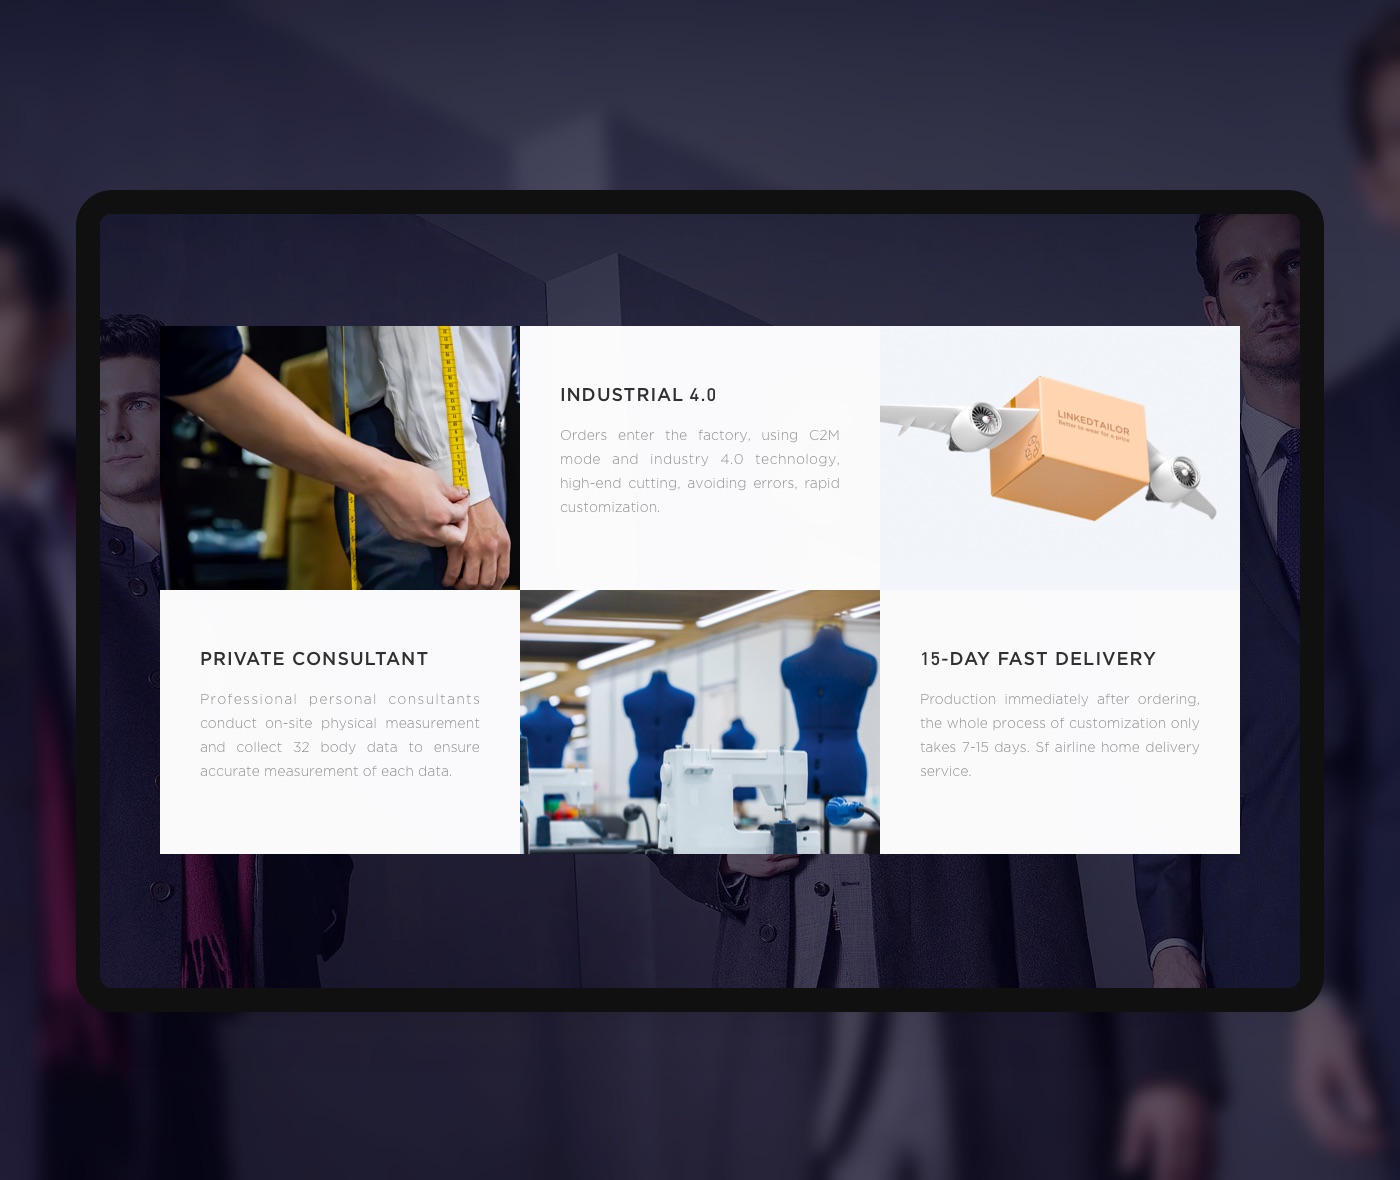 INDUSTRIAL 4.0
Orders enter the factory, using C2M
mode and industry 4.0 technology,
high-end cutting, avoiding errors, rapid
customization.
LINKEDTAILOR
Better to wear for a price
PRIVATE CONSULTANT
Professional personal consultants
conduct on-site physical measurement
and collect 32 body data to ensure
accurate measurement of each data.
15-DAY FAST DELIVERY
Production immediately after ordering,
the whole process of customization only
takes 7-15 days. Sf airline home delivery
service.